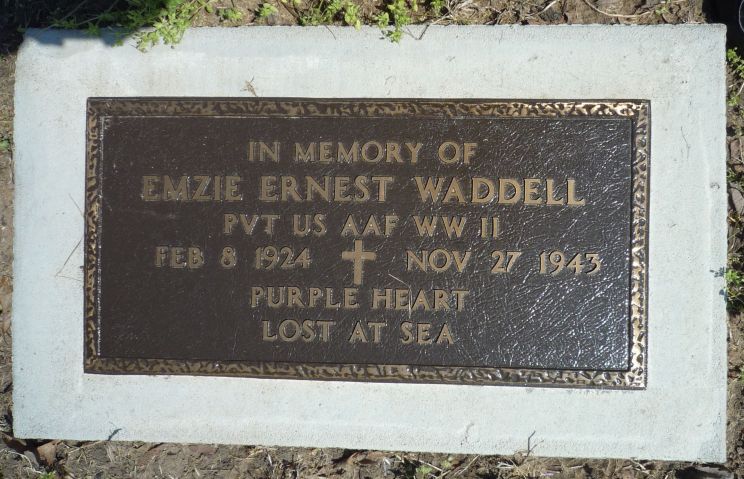 IN MEMORY OF
EMZIE ERNEST WADDELL
PVT US AAF WW II
FEB 8 1924 NOV 27 1943
PURPLE HEART
LOST AT SEA